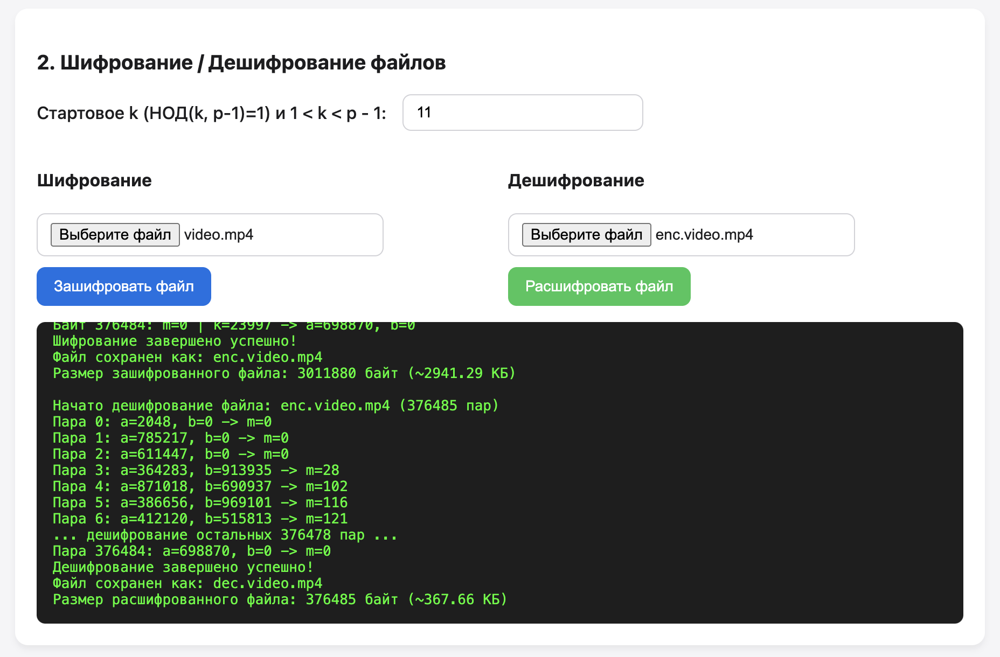 2. Шифрование / Дешифрование файлов
Стартовое k (НОД(k, p-1)=1) и 1 < k < p - 1:
11
Шифрование
Выберите файл video.mp4
Зашифровать файл
Дешифрование
Выберите файл enc.video.mp4
Расшифровать файл
Байт 376484: m=0 | k=23997 -> a=698870, b=0
Шифрование завершено успешно!
Файл сохранен как: enc.video.mp4
Размер зашифрованного файла: 3011880 байт (~2941.29 КБ)
Начато дешифрование файла: enc.video.mp4 (376485 пар)
Пара 0: a=2048, b=0 -> m=0
Пара 1: a=785217, b=0 -> m=0
Пара 2: a=611447, b=0 -> m=0
Пара 3: a=364283, b=913935 -> m=28
Пара 4: a=871018, b=690937 -> m=102
Пара 5: a=386656, b=969101 -> m=116
Пара 6: a=412120, b=515813 -> m=121
... дешифрование остальных 376478 пар ...
Пара 376484: a=698870, b=0 -> m=0
Дешифрование завершено успешно!
Файл сохранен как: dec.video.mp4
Размер расшифрованного файла: 376485 байт (~367.66 КБ)